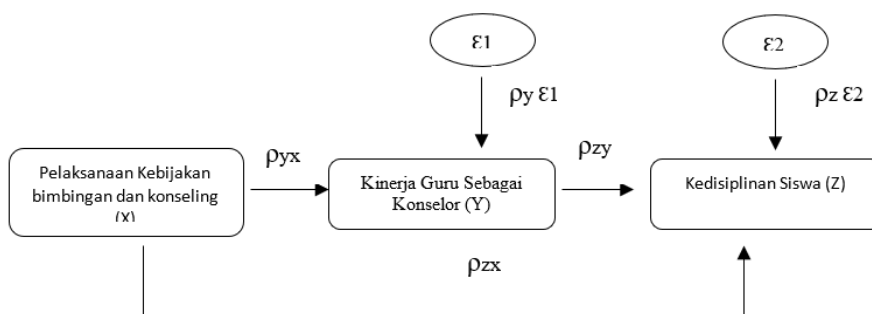 ε1
ε2
ρy ε1
ρz ε2
ρyx
ρzy
Pelaksanaan Kebijakan
bimbingan dan konseling
(X)
Kinerja Guru Sebagai
Konselor (Y)
Kedisiplinan Siswa (Z)
ρzx